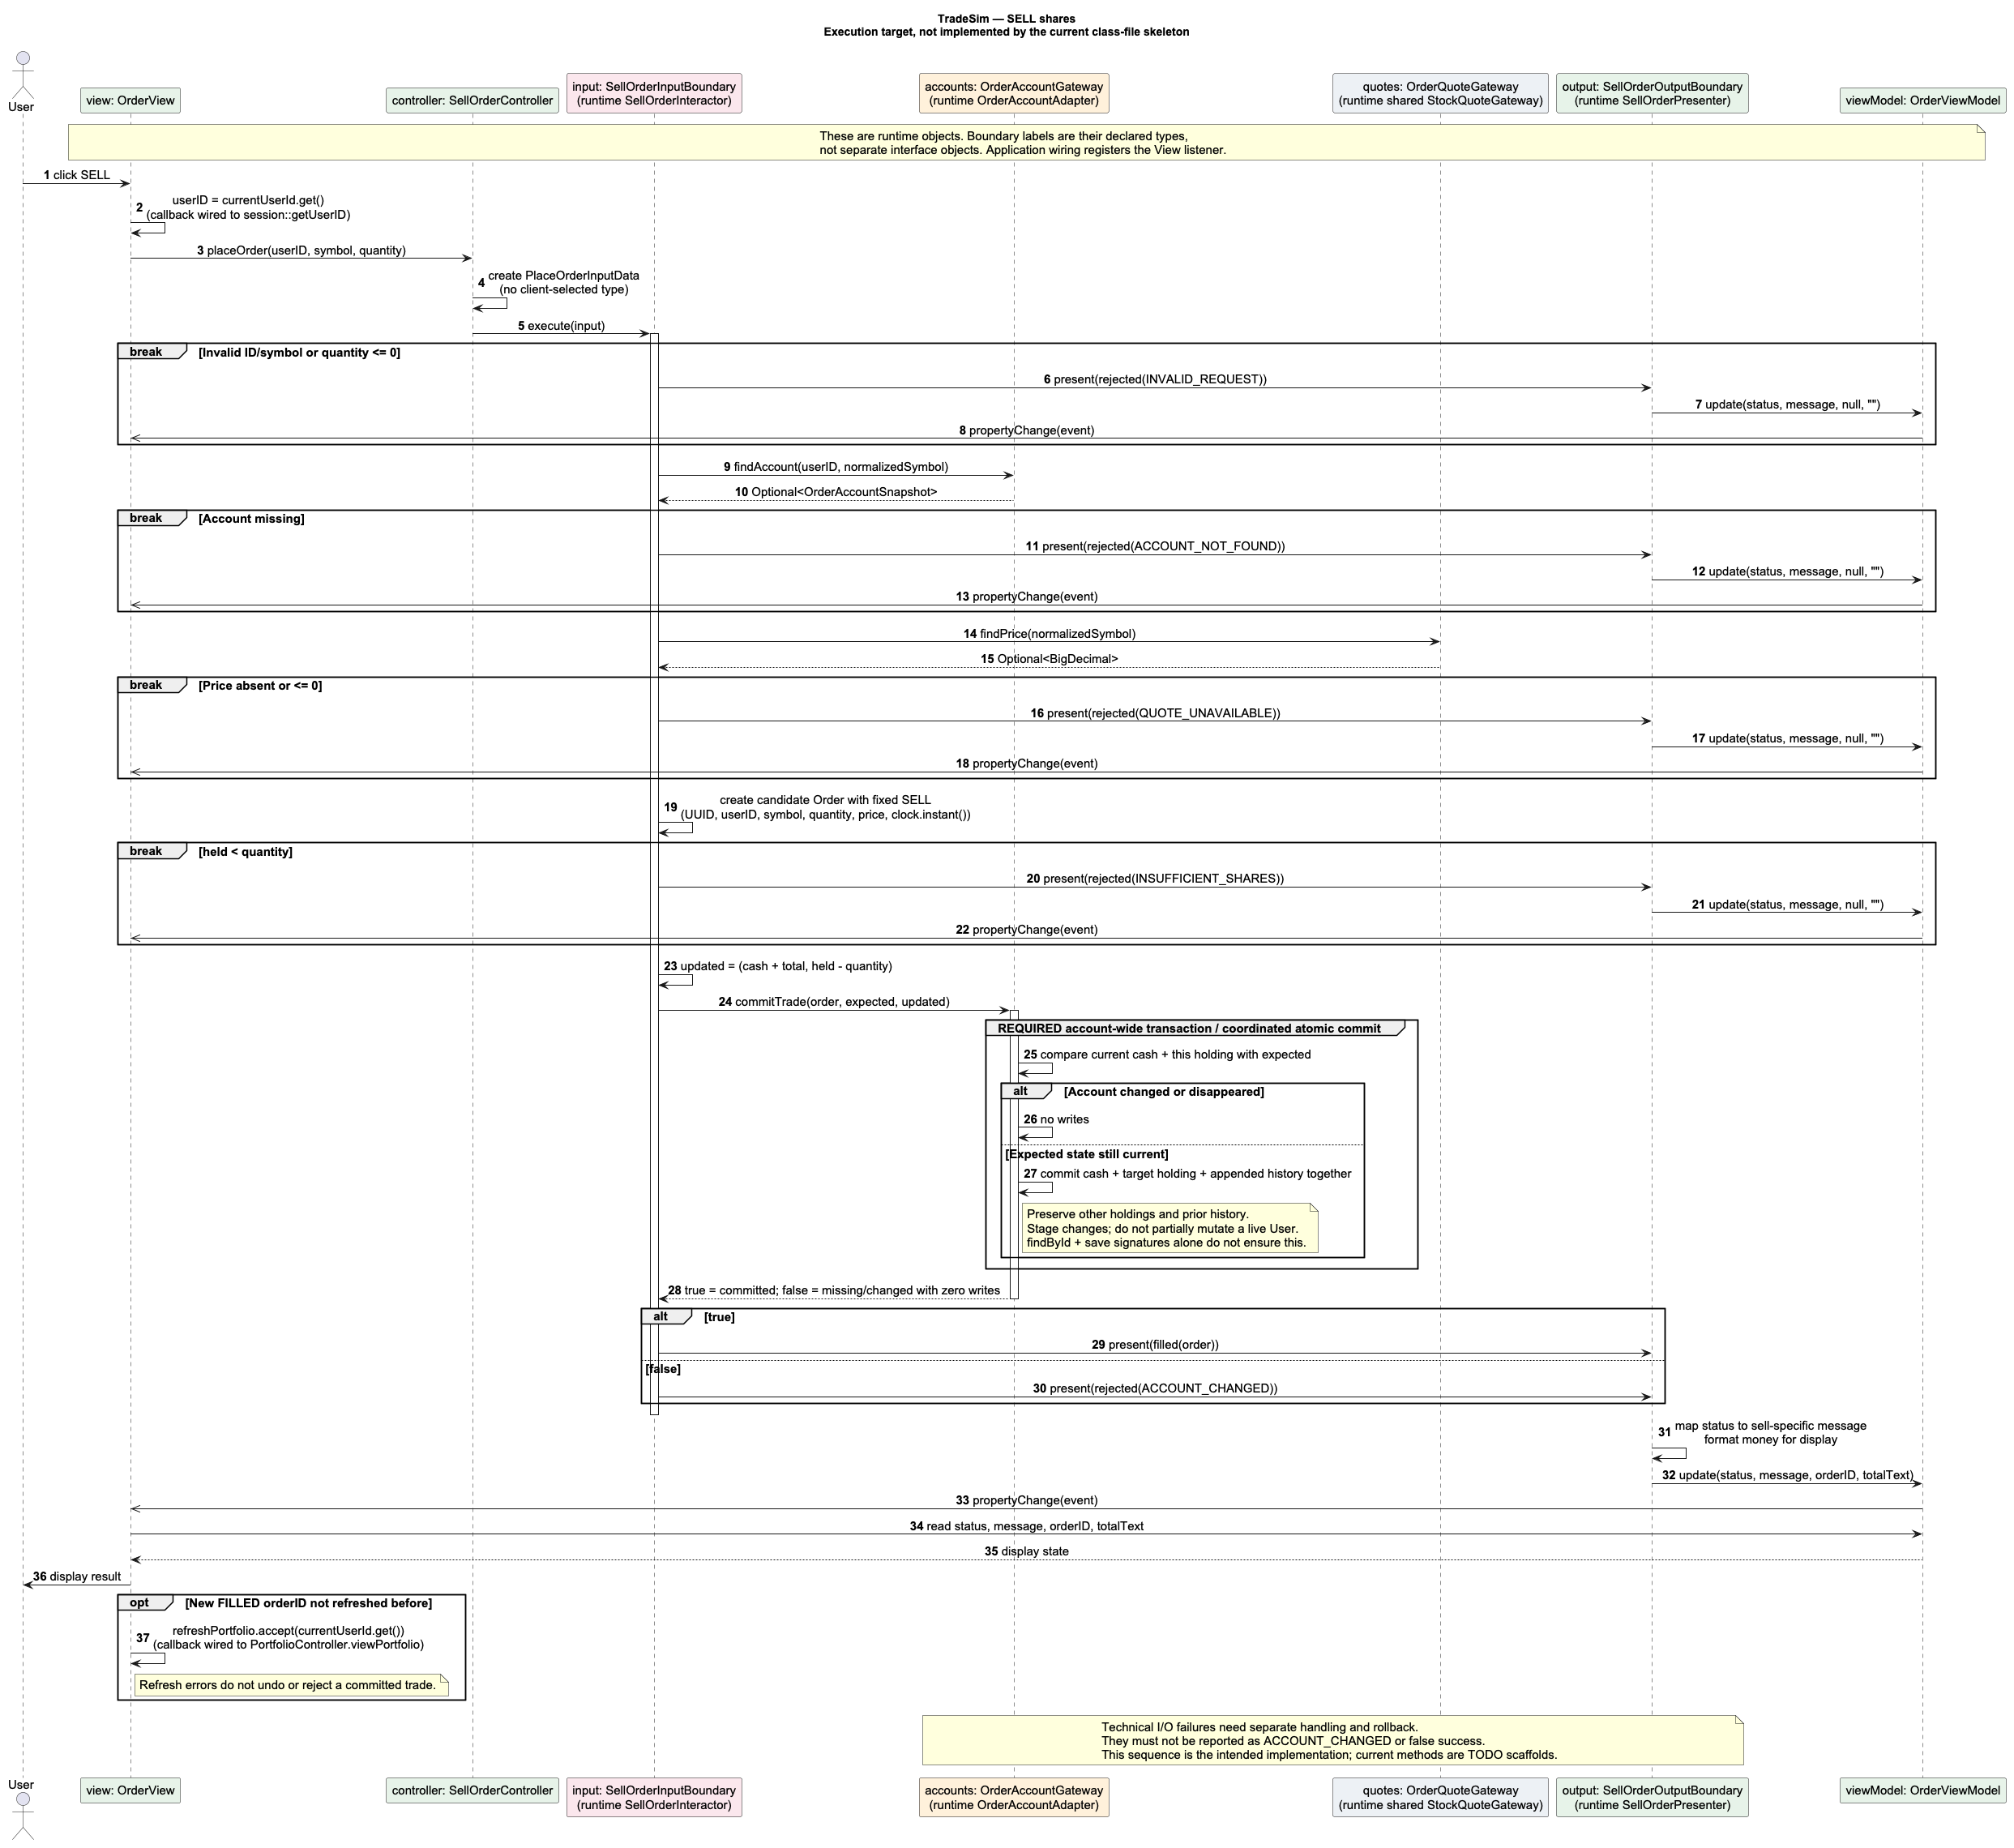 TradeSim — SELL shares
Execution target, not implemented by the current class-file skeleton
User
view: OrderView
controller: SellOrderController
input: SellOrderInputBoundary
(runtime SellOrderInteractor)
accounts: OrderAccountGateway
(runtime OrderAccountAdapter)
quotes: OrderQuoteGateway
(runtime shared StockQuoteGateway)
output: SellOrderOutputBoundary
(runtime SellOrderPresenter)
viewModel: OrderViewModel
These are runtime objects. Boundary labels are their declared types,
not separate interface objects. Application wiring registers the View listener.
1 click SELL
2 userID = currentUserId.get()
(callback wired to session::getUserID)
3 placeOrder(userID, symbol, quantity)
4 create PlaceOrderInputData
(no client-selected type)
5 execute(input)
break [Invalid ID/symbol or quantity <= 0]
6 present(rejected(INVALID_REQUEST))
7 update(status, message, null, "")
8 propertyChange(event)
9 findAccount(userID, normalizedSymbol)
10 Optional<OrderAccountSnapshot>
break [Account missing]
11 present(rejected(ACCOUNT_NOT_FOUND))
12 update(status, message, null, "")
13 propertyChange(event)
14 findPrice(normalizedSymbol)
15 Optional<BigDecimal>
break [Price absent or <= 0]
16 present(rejected(QUOTE_UNAVAILABLE))
17 update(status, message, null, "")
18 propertyChange(event)
19 create candidate Order with fixed SELL
(UUID, userID, symbol, quantity, price, clock.instant())
break [held < quantity]
20 present(rejected(INSUFFICIENT_SHARES))
21 update(status, message, null, "")
22 propertyChange(event)
23 updated = (cash + total, held - quantity)
24 commitTrade(order, expected, updated)
REQUIRED account-wide transaction / coordinated atomic commit
25 compare current cash + this holding with expected
alt [Account changed or disappeared]
26 no writes
[Expected state still current]
27 commit cash + target holding + appended history together
Preserve other holdings and prior history.
Stage changes; do not partially mutate a live User.
findById + save signatures alone do not ensure this.
28 true = committed; false = missing/changed with zero writes
alt [true]
29 present(filled(order))
[false]
30 present(rejected(ACCOUNT_CHANGED))
31 map status to sell-specific message
format money for display
32 update(status, message, orderID, totalText)
33 propertyChange(event)
34 read status, message, orderID, totalText
35 display state
36 display result
opt [New FILLED orderID not refreshed before]
37 refreshPortfolio.accept(currentUserId.get())
(callback wired to PortfolioController.viewPortfolio)
Refresh errors do not undo or reject a committed trade.
Technical I/O failures need separate handling and rollback.
They must not be reported as ACCOUNT_CHANGED or false success.
This sequence is the intended implementation; current methods are TODO scaffolds.
User
view: OrderView
controller: SellOrderController
input: SellOrderInputBoundary
(runtime SellOrderInteractor)
accounts: OrderAccountGateway
(runtime OrderAccountAdapter)
quotes: OrderQuoteGateway
(runtime shared StockQuoteGateway)
output: SellOrderOutputBoundary
(runtime SellOrderPresenter)
viewModel: OrderViewModel